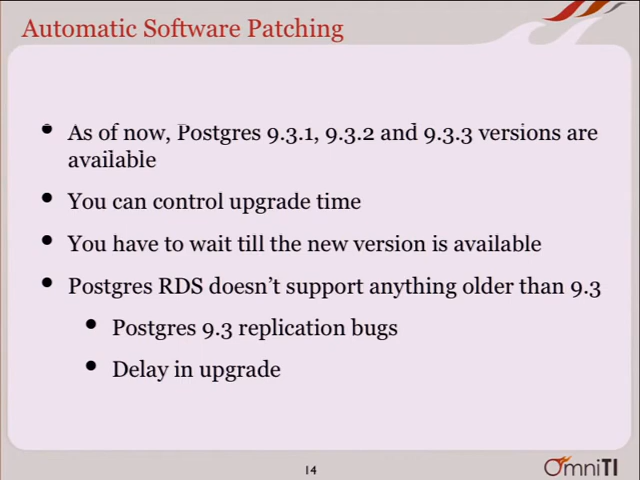 Automatic Software Patching
• As of now, Postgres 9.3.1, 9.3.2 and 9.3.3 versions are
available
• You can control upgrade time
• You have to wait till the new version is available
• Postgres RDS doesn't support anything older than 9.3
• Postgres 9.3 replication bugs
• Delay in upgrade
14
OmniTI